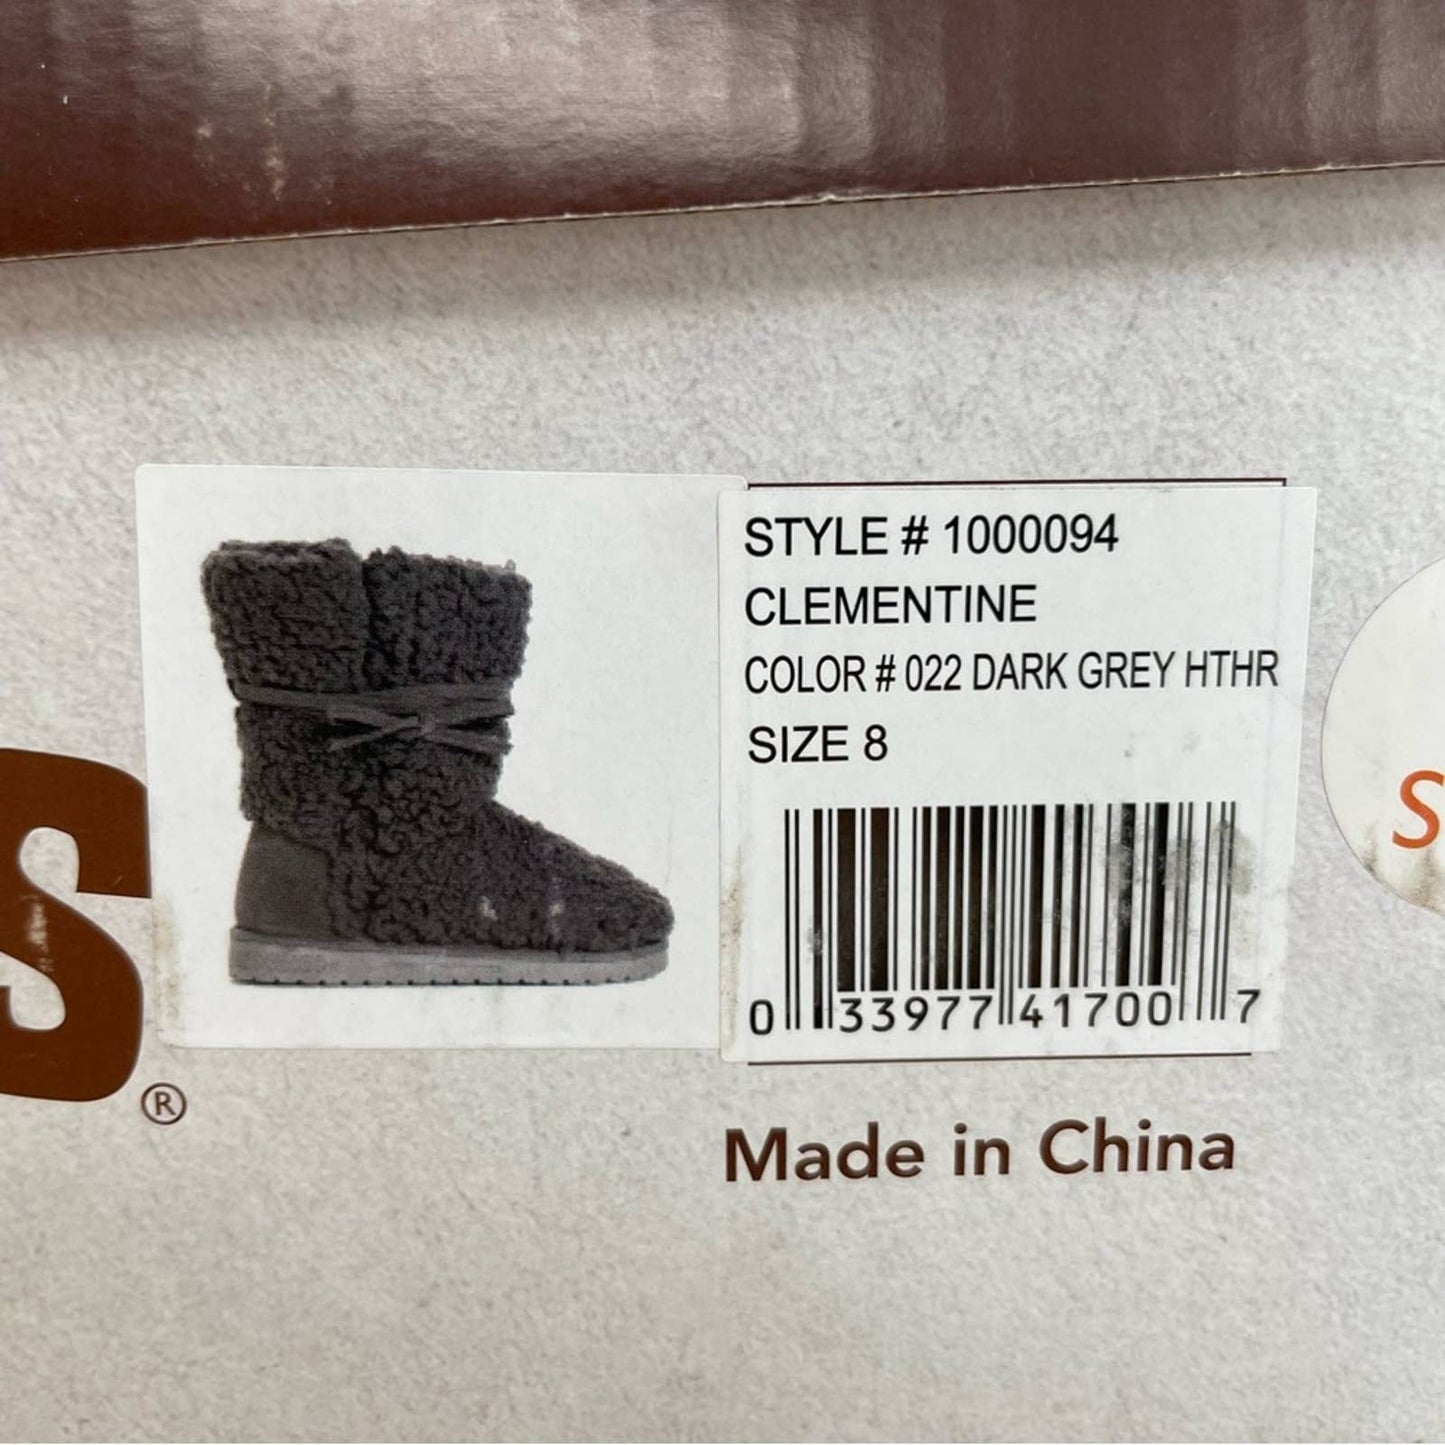 STYLE # 1000094
CLEMENTINE
COLOR # 022 DARK GREY HTHR
SIZE 8
0 33977 41700 7
S
®
S
Made in China